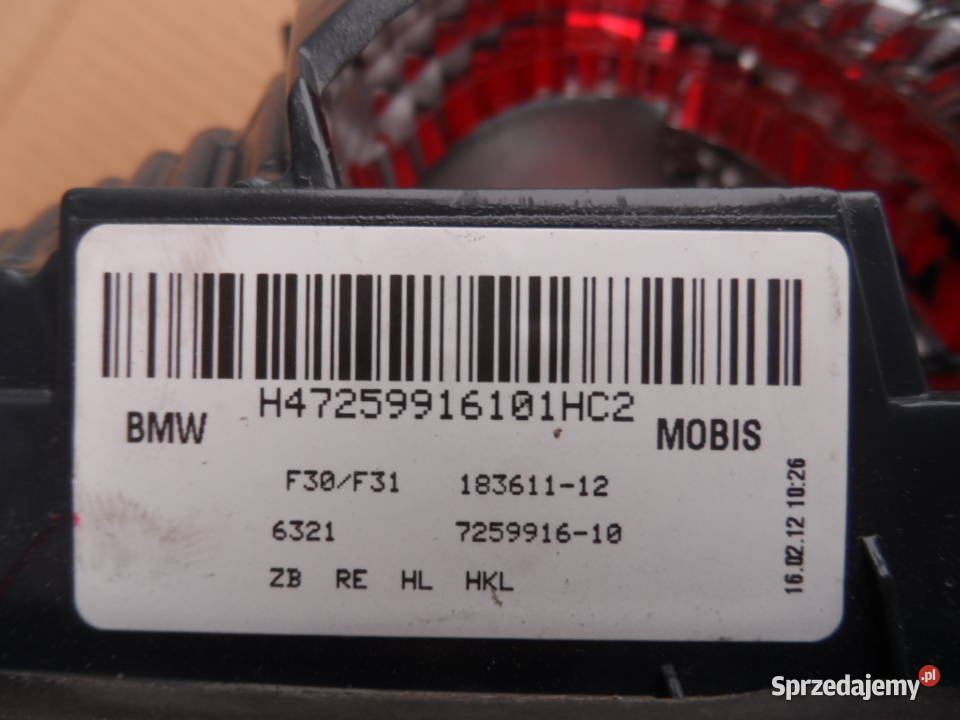 H47259916101HC2
BMW MOBIS
F30/F31 183611-12
6321 7259916-10
ZB RE HL HKL
16.02.12 10:26
Sprzedajemy.pl